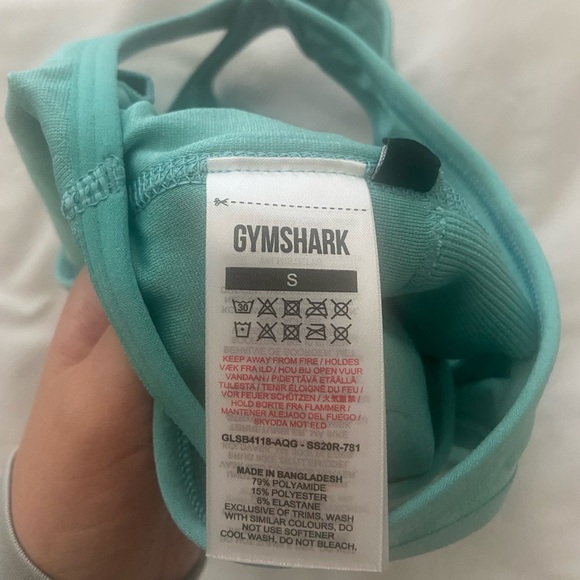 GYMSHARK
S
30
KEEP AWAY FROM FIRE / HOLDES
VÆK FRA ILD / HOU BIJ OPEN VUUR
VANDAAN / PIDETTÄVÄ ETÄÄLLÄ
TULESTA / TENIR ÉLOIGNÉ DU FEU /
VOR FEUER SCHÜTZEN / 火気厳禁 /
HOLD BORTE FRA FLAMMER /
MANTENER ALEJADO DEL FUEGO /
SKYDDA MOT ELD
GLSB4118-AQG - SS20R-781
MADE IN BANGLADESH
79% POLYAMIDE
15% POLYESTER
6% ELASTANE
EXCLUSIVE OF TRIMS, WASH
WITH SIMILAR COLOURS, DO
NOT USE SOFTENER
COOL WASH, DO NOT BLEACH,